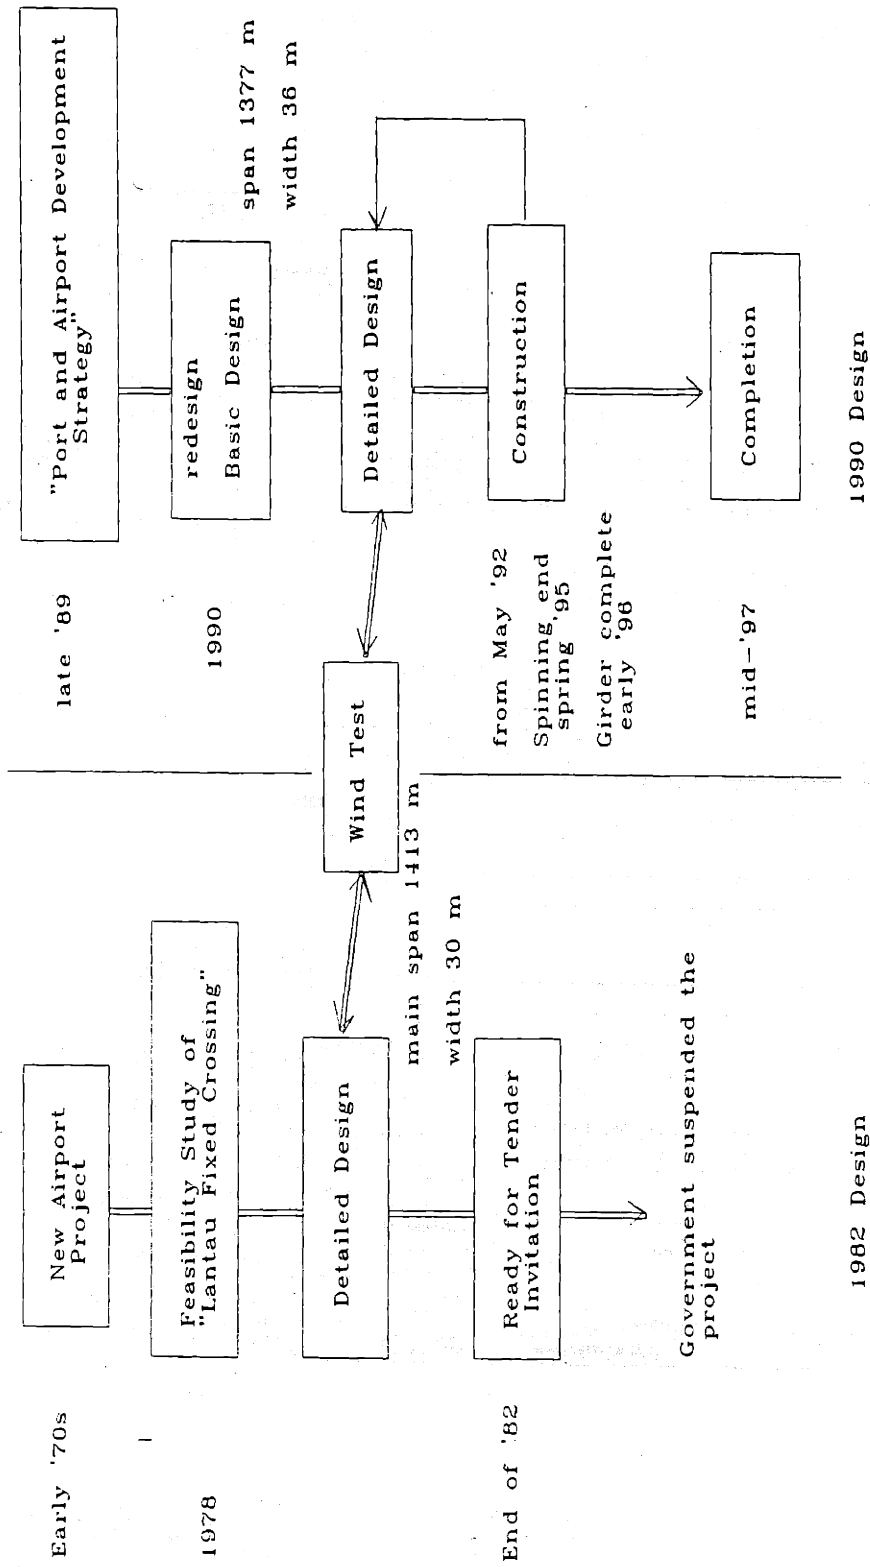 Early '70s
New Airport
Project
1978
Feasibility Study of
"Lantau Fixed Crossing"
Detailed Design
main span 1413 m
width 30 m
End of '82
Ready for Tender
Invitation
Government suspended the
project
1982 Design
Wind Test
late '89
"Port and Airport Development
Strategy"
1990
redesign
Basic Design
span 1377 m
width 36 m
Detailed Design
from May '92
Spinning end
spring '95
Girder complete
early '96
Construction
mid-'97
Completion
1990 Design